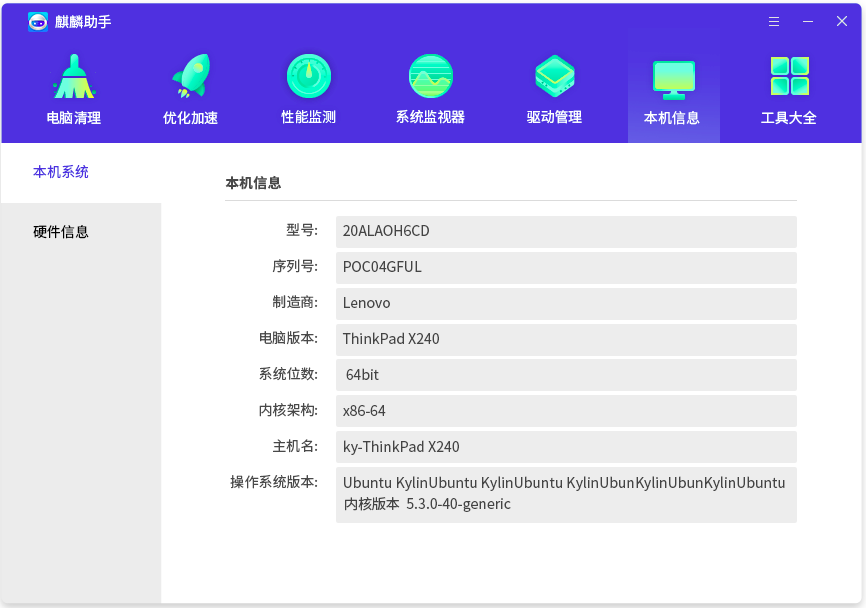 麒麟助手
电脑清理
优化加速
性能监测
系统监视器
驱动管理
本机信息
工具大全
本机系统
硬件信息
本机信息
型号: 20ALAOH6CD
序列号: POC04GFUL
制造商: Lenovo
电脑版本: ThinkPad X240
系统位数: 64bit
内核架构: x86-64
主机名: ky-ThinkPad X240
操作系统版本: Ubuntu KylinUbuntu KylinUbuntu KylinUbunKylinUbunKylinUbuntu
内核版本 5.3.0-40-generic